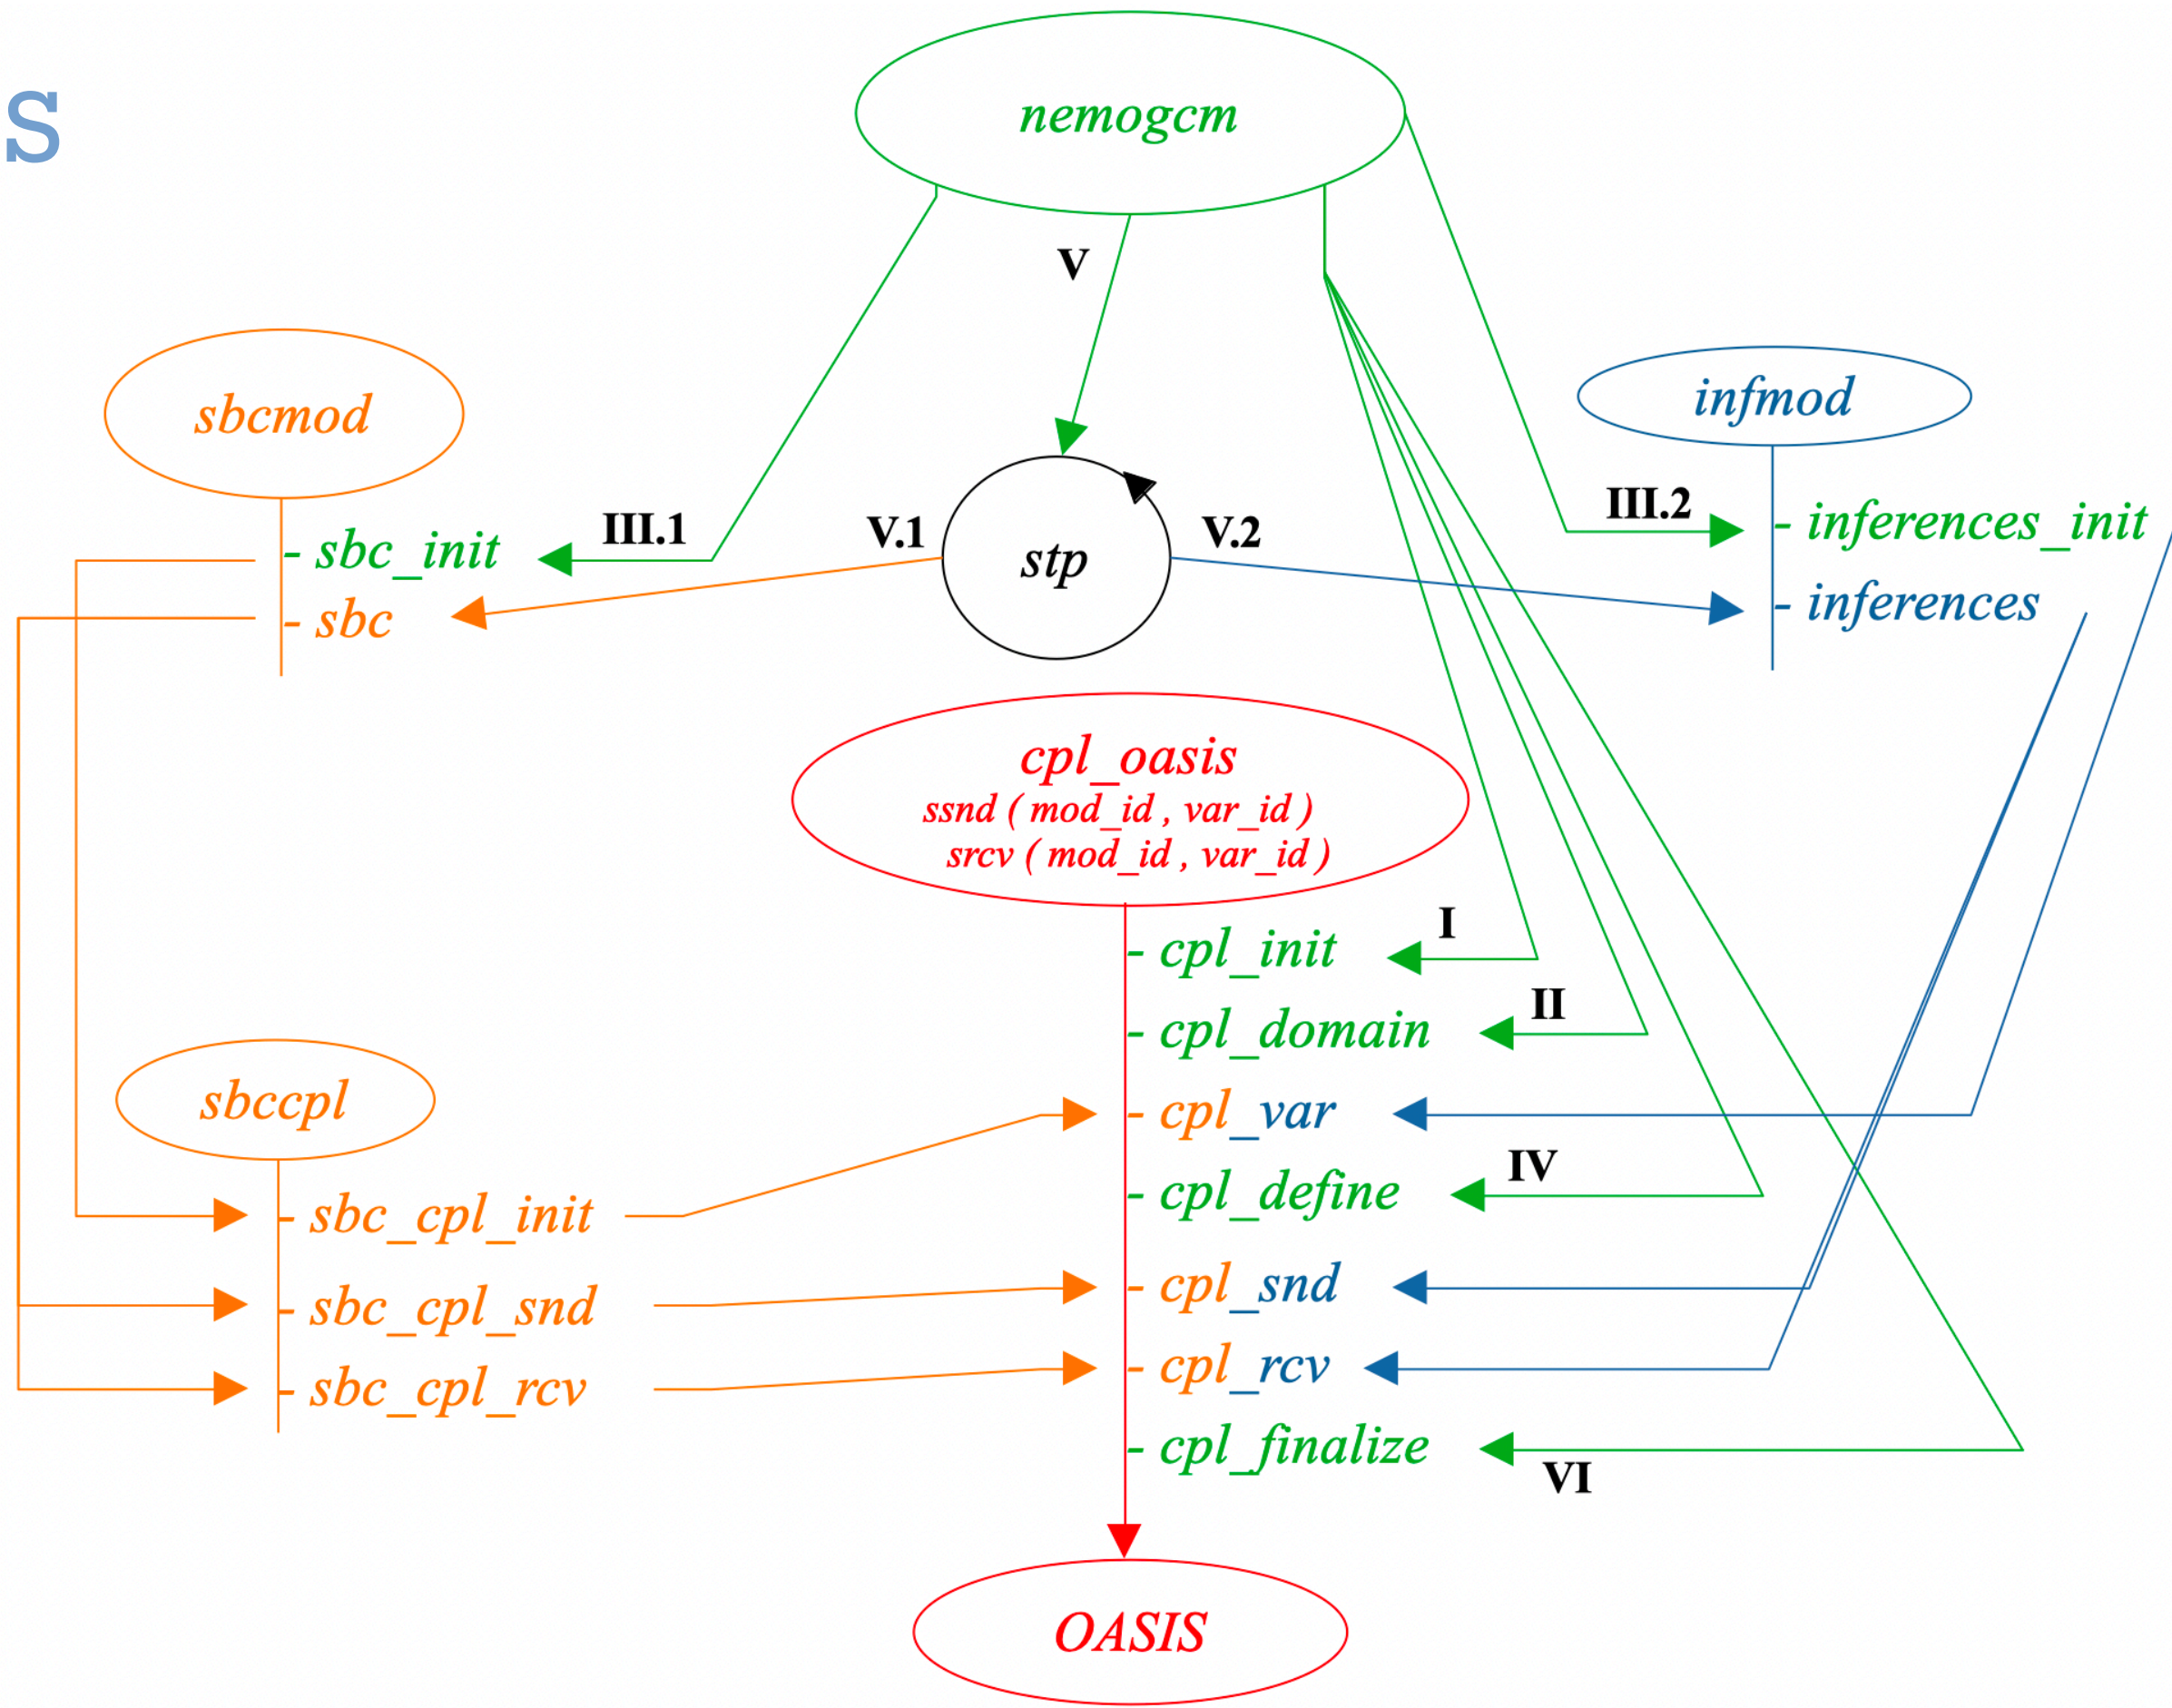 s
nemogcm
V
sbcmod
infmod
III.1
V.1
V.2
III.2
- sbc_init
stp
- inferences_init
- sbc
- inferences
cpl_oasis
ssnd ( mod_id , var_id )
srcv ( mod_id , var_id )
I
- cpl_init
II
- cpl_domain
sbccpl
- cpl_var
IV
- cpl_define
- sbc_cpl_init
- cpl_snd
- sbc_cpl_snd
- cpl_rcv
- sbc_cpl_rcv
- cpl_finalize
VI
OASIS